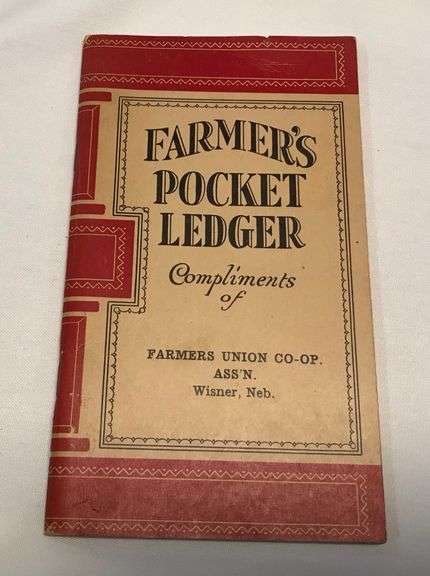 FARMER'S
POCKET
LEDGER
Compliments
of
FARMERS UNION CO-OP.
ASS'N.
Wisner, Neb.